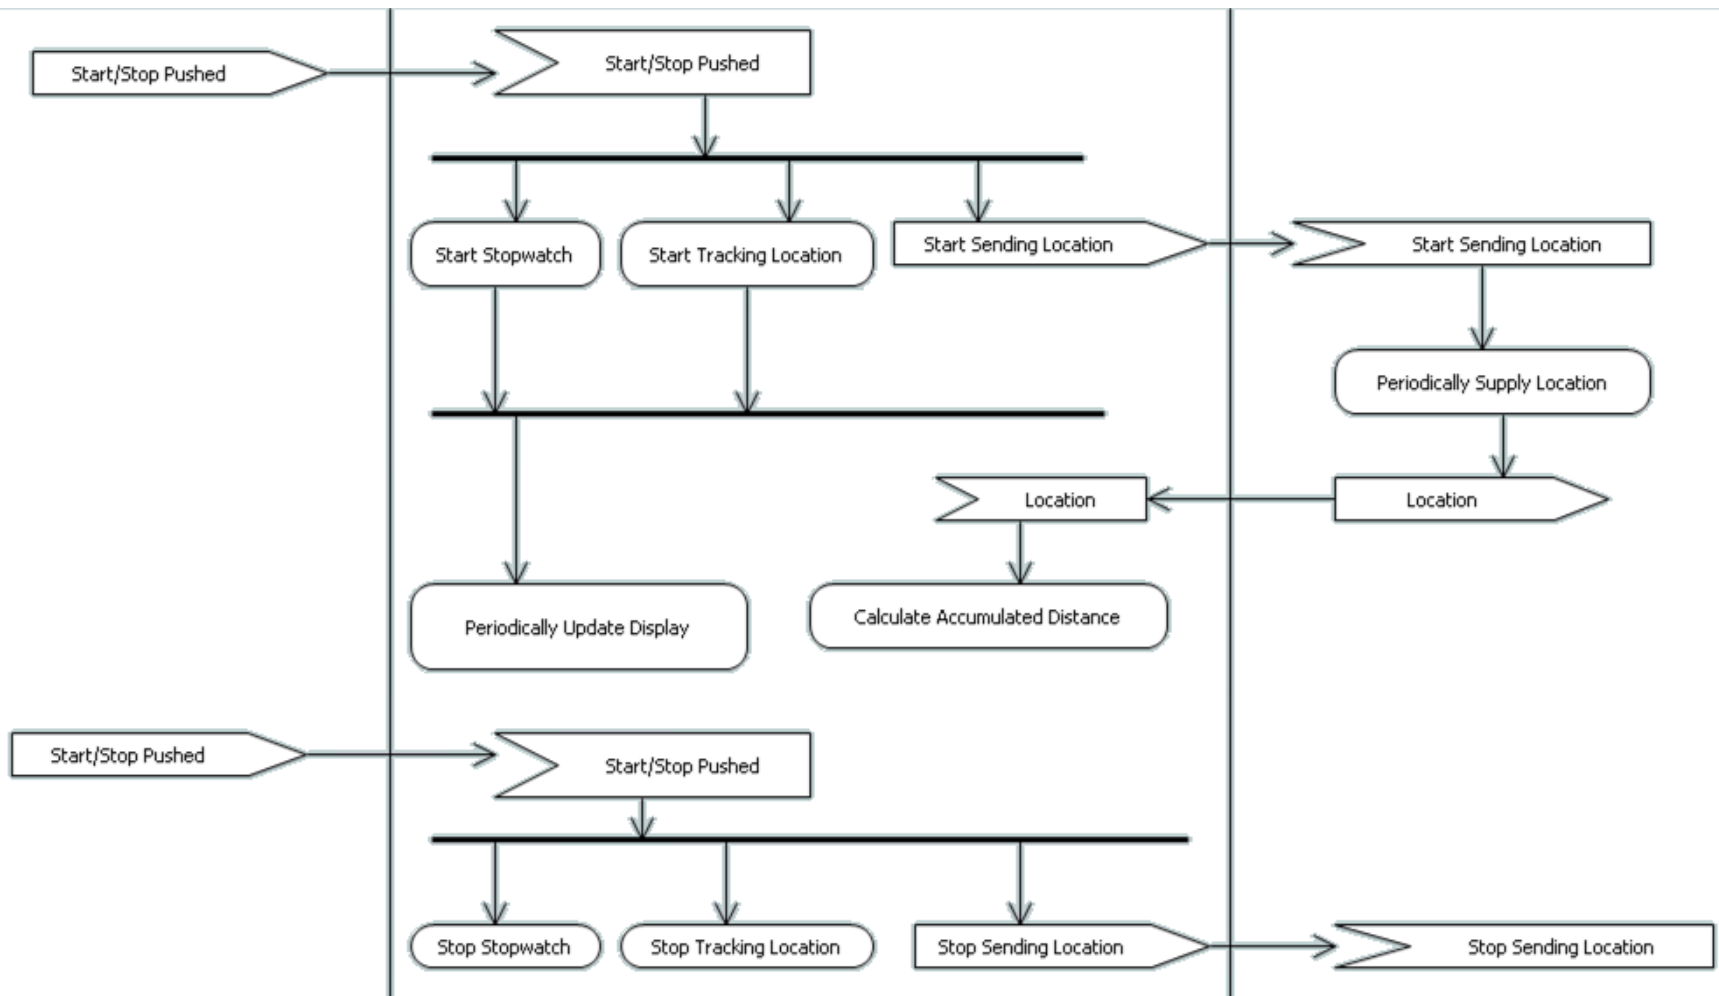 Start/Stop Pushed
Start/Stop Pushed
Start Stopwatch
Start Tracking Location
Start Sending Location
Start Sending Location
Periodically Supply Location
Location
Location
Periodically Update Display
Calculate Accumulated Distance
Start/Stop Pushed
Start/Stop Pushed
Stop Stopwatch
Stop Tracking Location
Stop Sending Location
Stop Sending Location